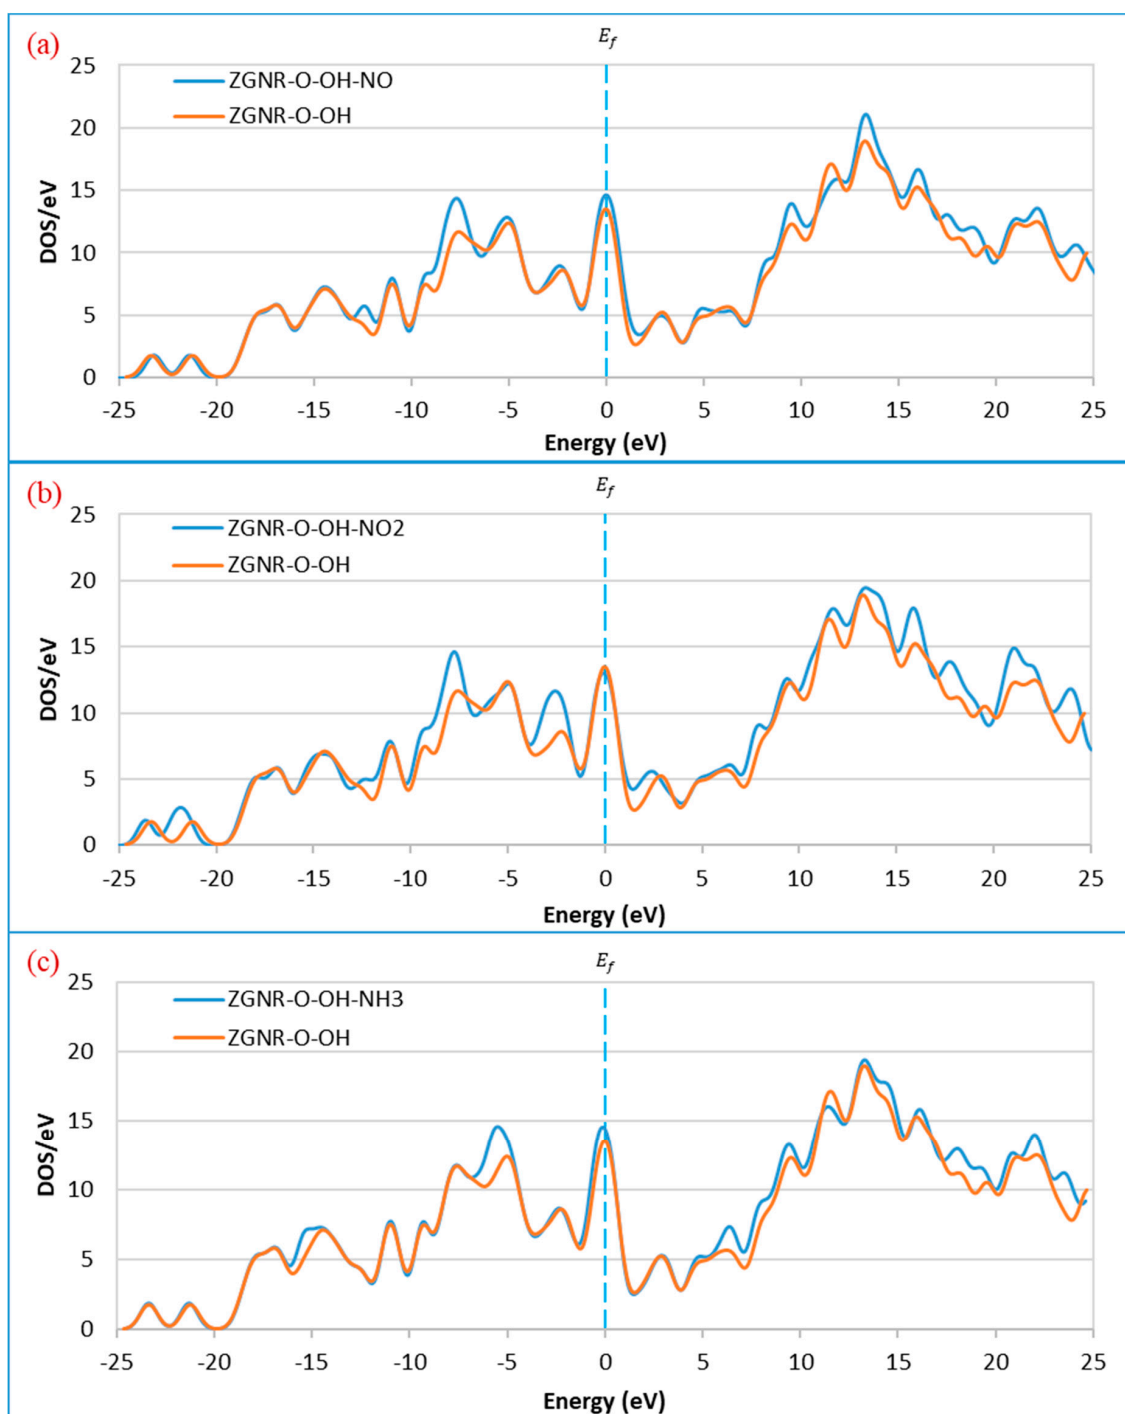 (a)
E_f
25
20
15
10
5
0
DOS/eV
ZGNR-O-OH-NO
ZGNR-O-OH
-25 -20 -15 -10 -5 0 5 10 15 20 25
Energy (eV)
(b)
E_f
25
20
15
10
5
0
DOS/eV
ZGNR-O-OH-NO2
ZGNR-O-OH
-25 -20 -15 -10 -5 0 5 10 15 20 25
Energy (eV)
(c)
E_f
25
20
15
10
5
0
DOS/eV
ZGNR-O-OH-NH3
ZGNR-O-OH
-25 -20 -15 -10 -5 0 5 10 15 20 25
Energy (eV)